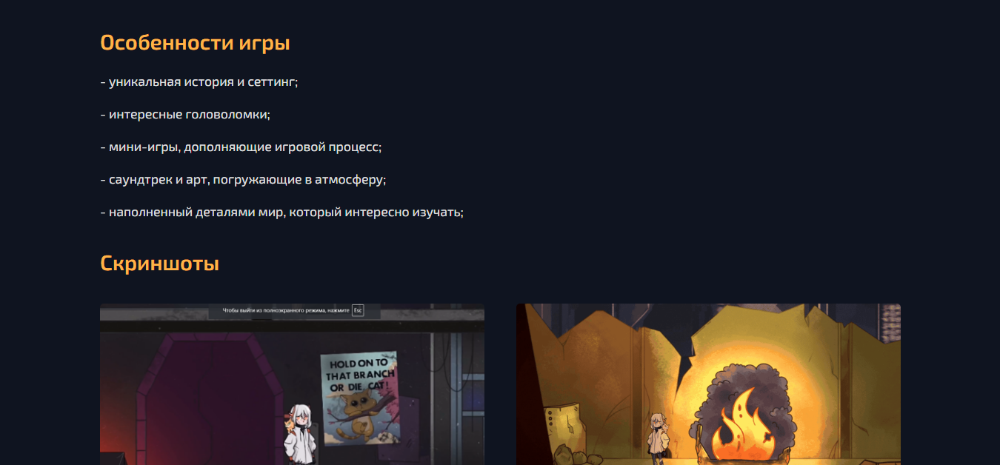 Особенности игры
- уникальная история и сеттинг;
- интересные головоломки;
- мини-игры, дополняющие игровой процесс;
- саундтрек и арт, погружающие в атмосферу;
- наполненный деталями мир, который интересно изучать;
Скриншоты
Чтобы выйти из полноэкранного режима, нажмите Esc
HOLD ON TO
THAT BRANCH
OR DIE, CAT!